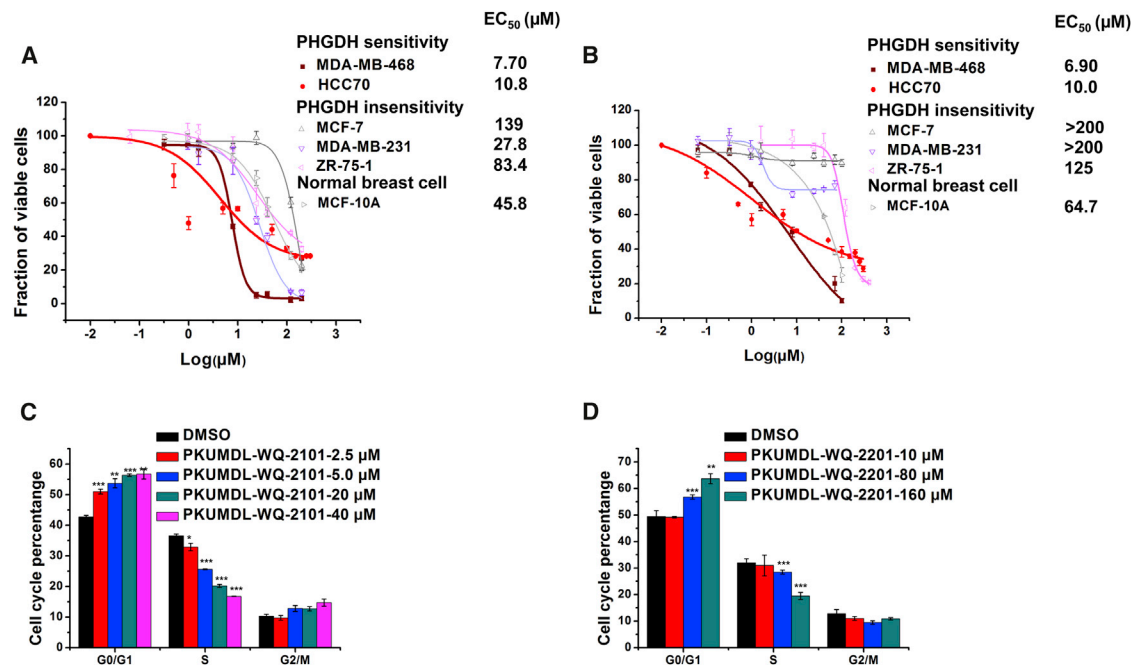 A
EC50 (µM)
PHGDH sensitivity
MDA-MB-468 7.70
HCC70 10.8
PHGDH insensitivity
MCF-7 139
MDA-MB-231 27.8
ZR-75-1 83.4
Normal breast cell
MCF-10A 45.8
Fraction of viable cells
120
100
80
60
40
20
0
-2 -1 0 1 2 3
Log(µM)
B
EC50 (µM)
PHGDH sensitivity
MDA-MB-468 6.90
HCC70 10.0
PHGDH insensitivity
MCF-7 >200
MDA-MB-231 >200
ZR-75-1 125
Normal breast cell
MCF-10A 64.7
Fraction of viable cells
120
100
80
60
40
20
0
-2 -1 0 1 2 3
Log(µM)
C
DMSO
PKUMDL-WQ-2101-2.5 µM
PKUMDL-WQ-2101-5.0 µM
PKUMDL-WQ-2101-20 µM
PKUMDL-WQ-2101-40 µM
Cell cycle percentange
60
50
40
30
20
10
0
*** ** *** **
* *** *** ***
G0/G1 S G2/M
D
DMSO
PKUMDL-WQ-2201-10 µM
PKUMDL-WQ-2201-80 µM
PKUMDL-WQ-2201-160 µM
Cell cycle percentange
70
60
50
40
30
20
10
0
*** **
*** ***
G0/G1 S G2/M